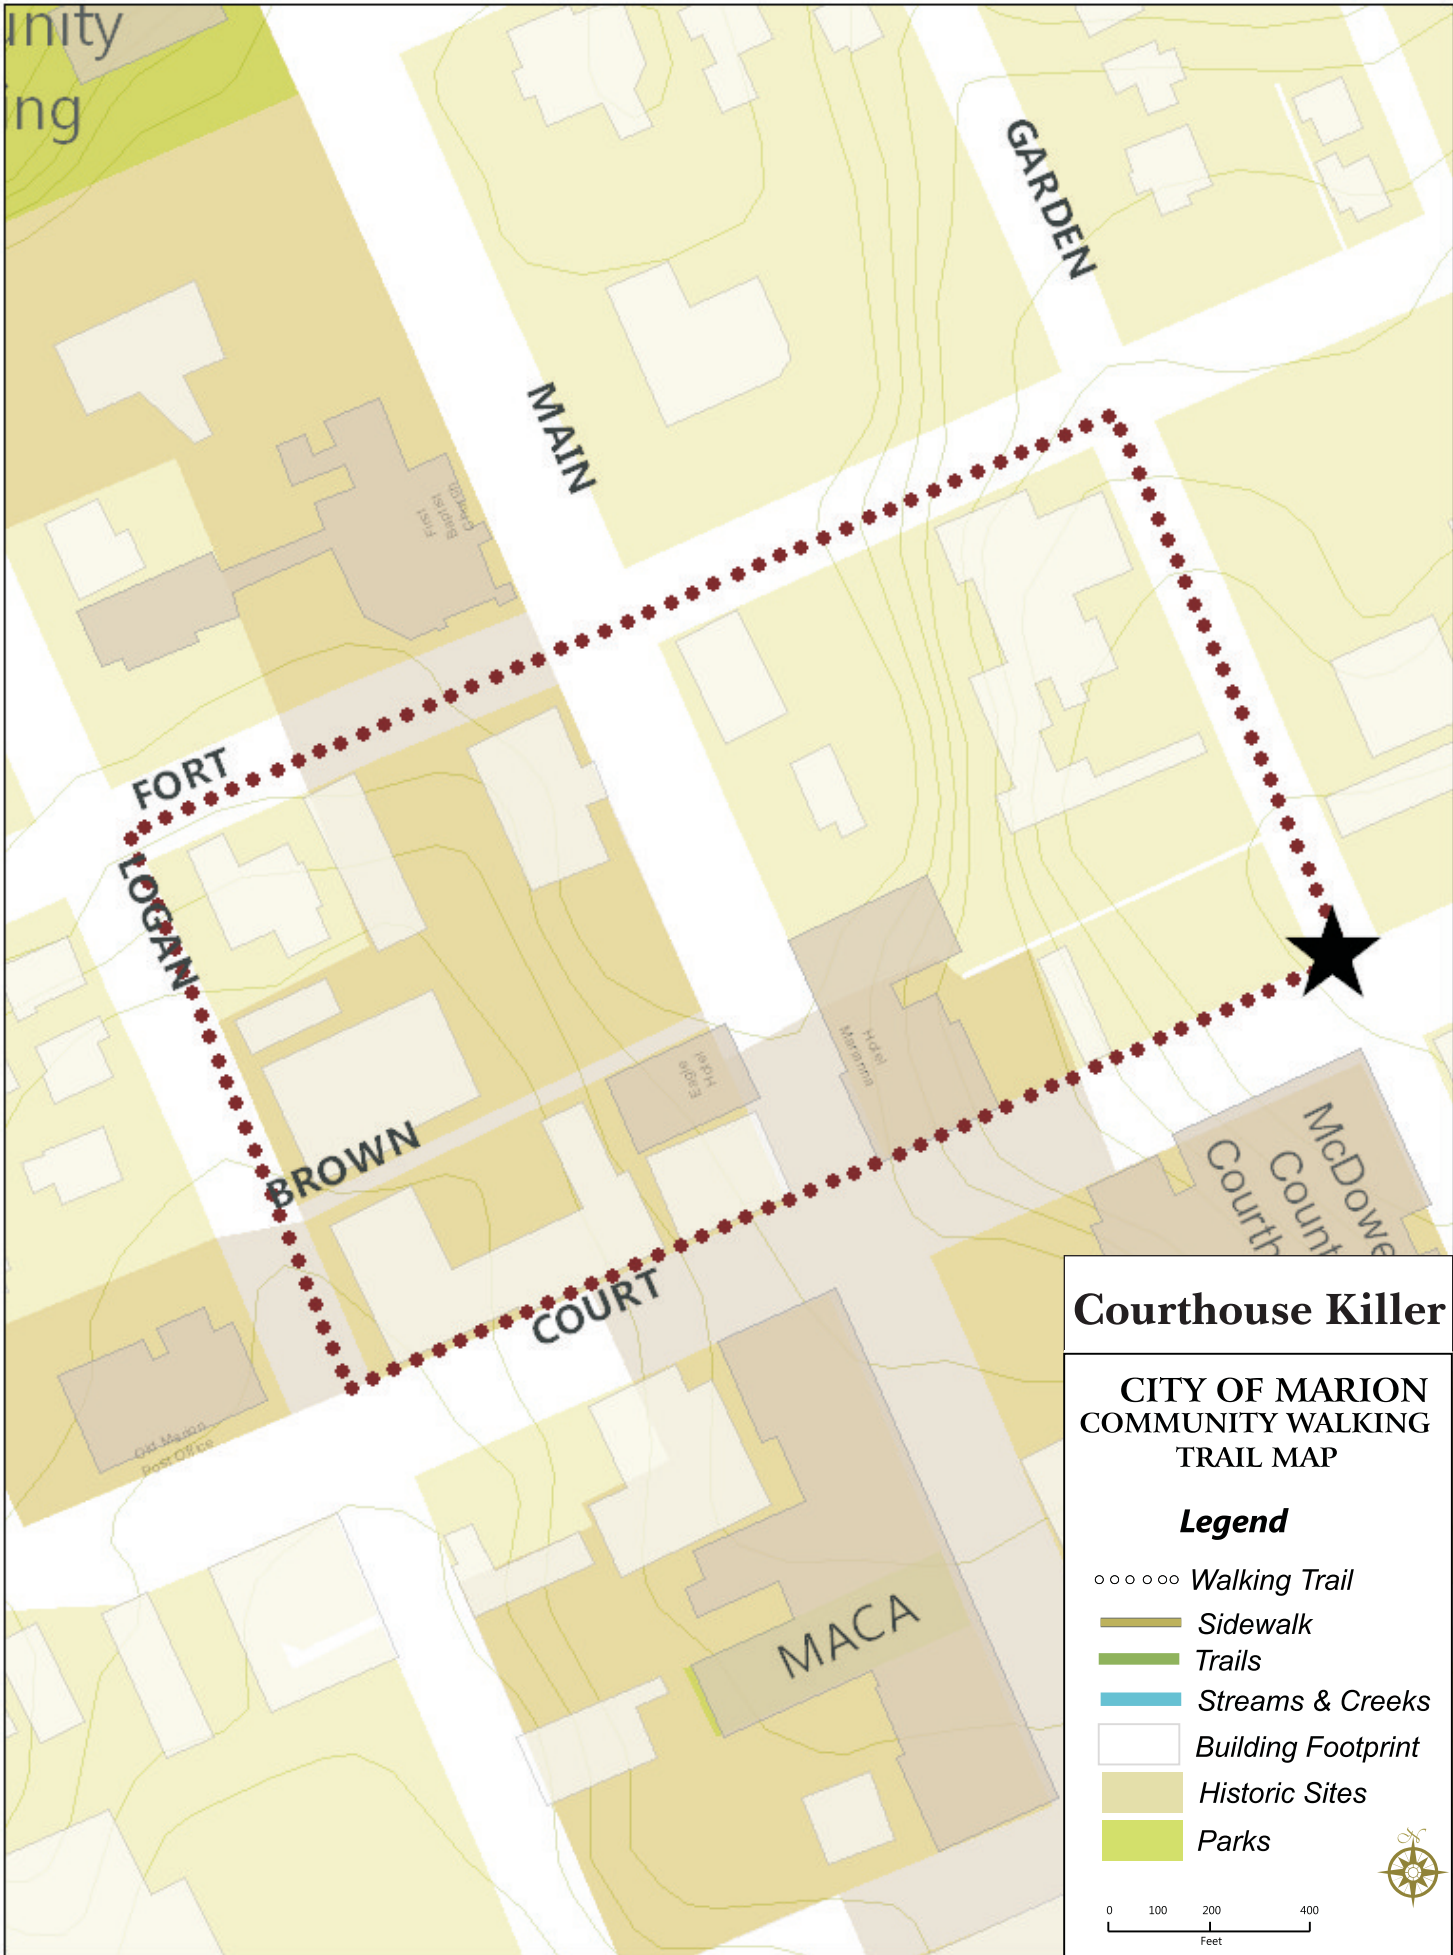 unity
ing
GARDEN
MAIN
First
Baptist
Church
FORT
LOGAN
Hotel
Marianna
Eagle
Hotel
BROWN
McDowe
Count
Courth
COURT
Old Marion
Post Office
MACA
Courthouse Killer
CITY OF MARION
COMMUNITY WALKING
TRAIL MAP
Legend
Walking Trail
Sidewalk
Trails
Streams & Creeks
Building Footprint
Historic Sites
Parks
N
0 100 200 400
Feet